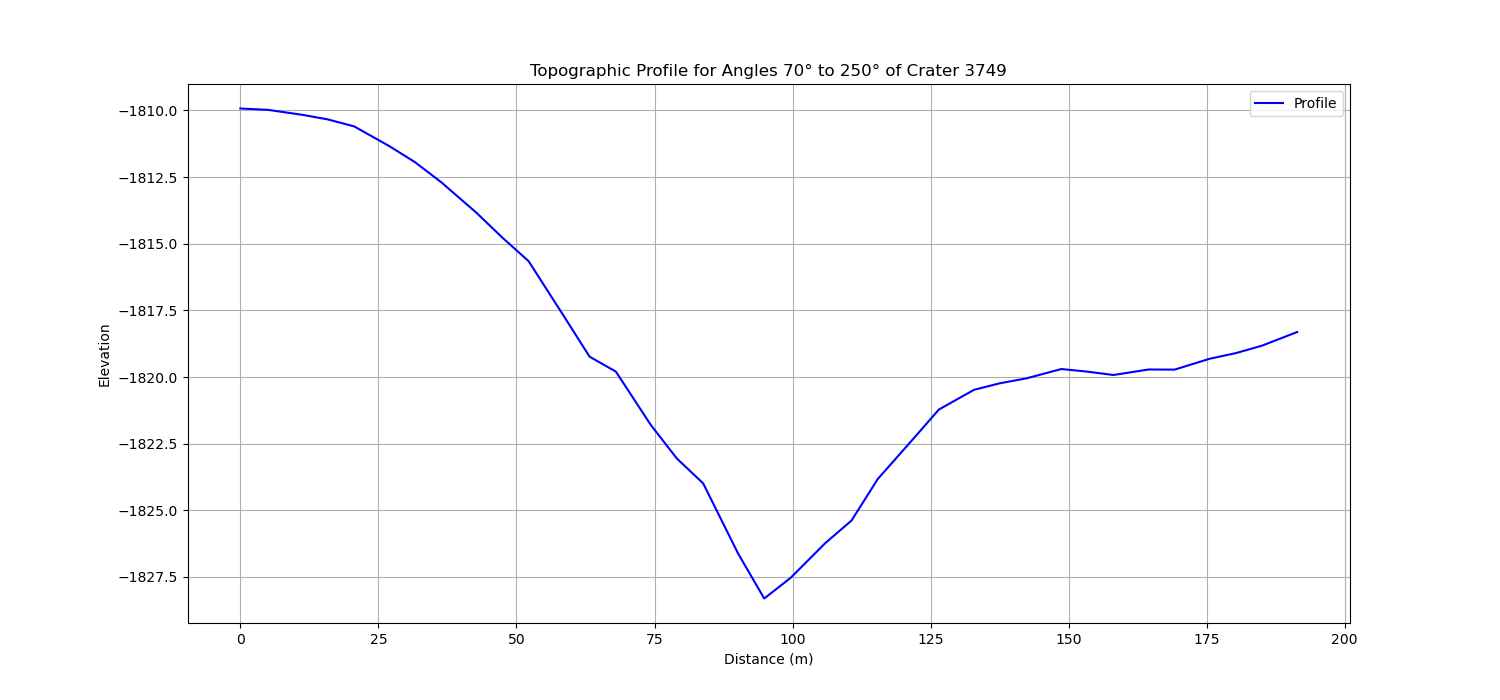 Topographic Profile for Angles 70° to 250° of Crater 3749
Profile
−1810.0
−1812.5
−1815.0
−1817.5
−1820.0
−1822.5
−1825.0
−1827.5
Elevation
0 25 50 75 100 125 150 175 200
Distance (m)